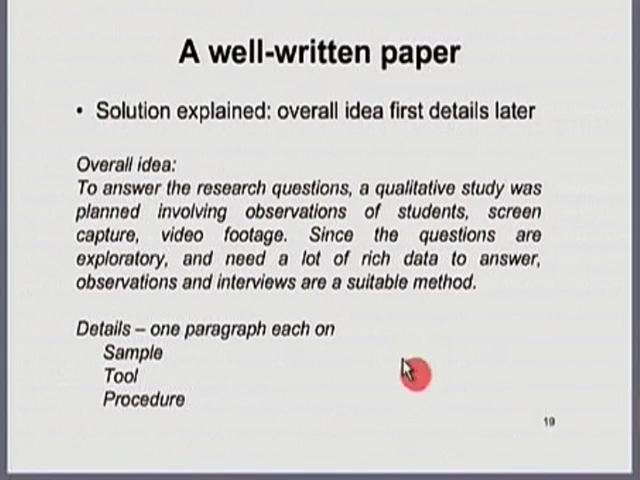 A well-written paper
• Solution explained: overall idea first details later
Overall idea:
To answer the research questions, a qualitative study was
planned involving observations of students, screen
capture, video footage. Since the questions are
exploratory, and need a lot of rich data to answer,
observations and interviews are a suitable method.
Details – one paragraph each on
Sample
Tool
Procedure
19